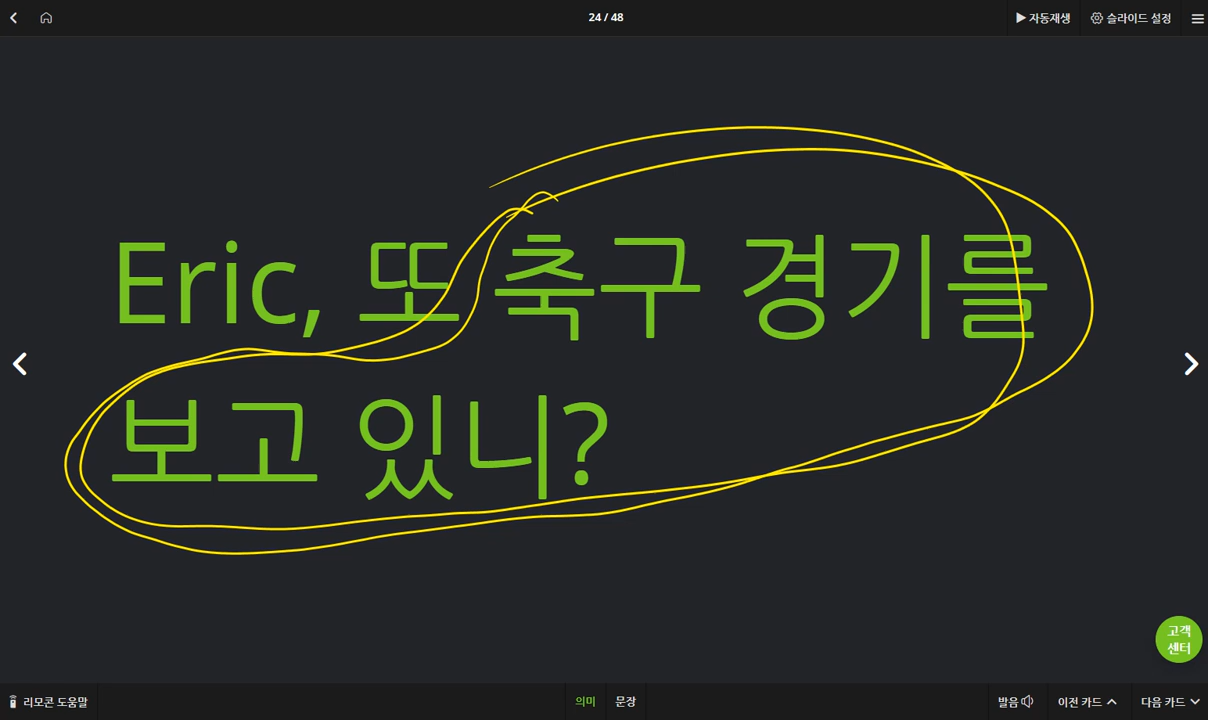 24 / 48
자동재생
슬라이드 설정
Eric, 또 축구 경기를
보고 있니?
고객
센터
리모콘 도움말
의미
문장
발음
이전 카드
다음 카드